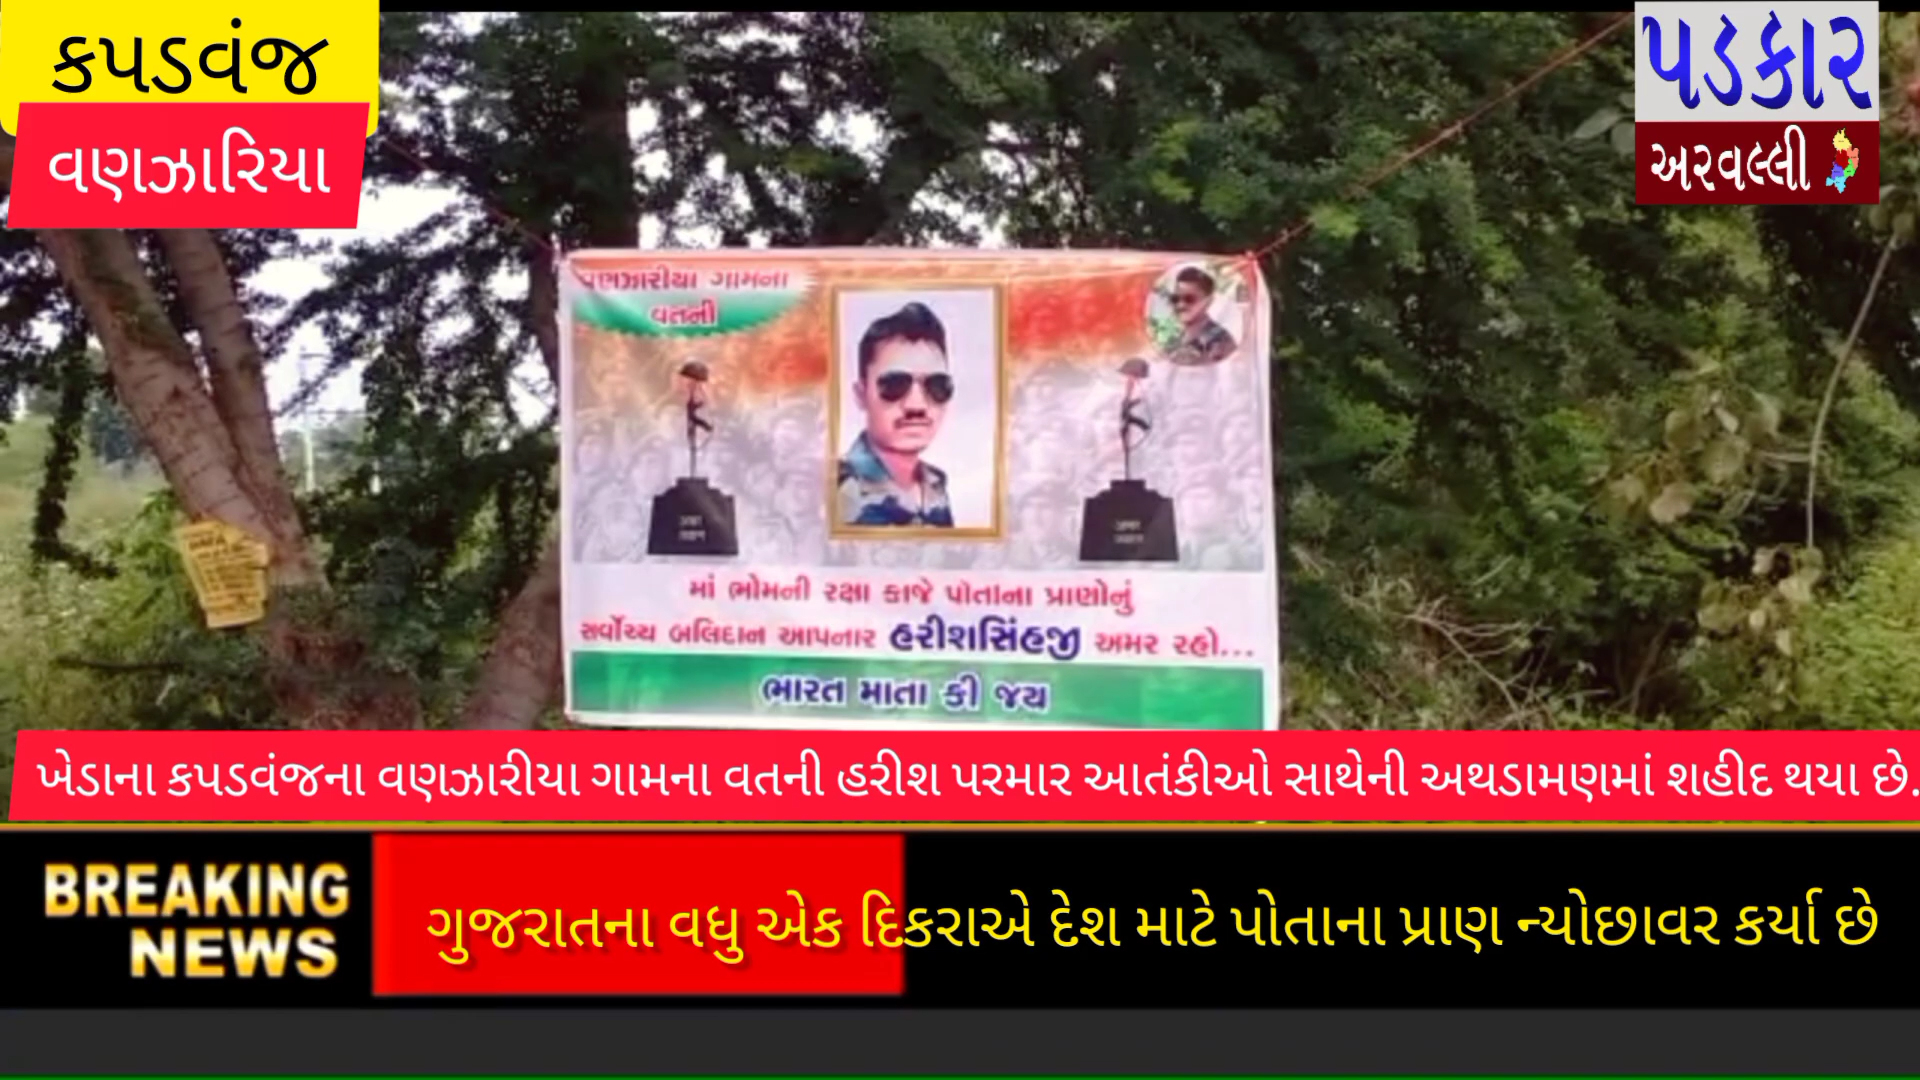 કપડવંજ
વણઝારિયા
પડકાર
અરવલ્લી
વણઝારીયા ગામના
વતની
માં ભોમની રક્ષા કાજે પોતાના પ્રાણોનું
સર્વોચ્ચ બલિદાન આપનાર હરીશસિંહજી અમર રહો...
ભારત માતા કી જય
ખેડાના કપડવંજના વણઝારીયા ગામના વતની હરીશ પરમાર આતંકીઓ સાથેની અથડામણમાં શહીદ થયા છે.
BREAKING
NEWS
ગુજરાતના વધુ એક દિકરાએ દેશ માટે પોતાના પ્રાણ ન્યોછાવર કર્યા છે